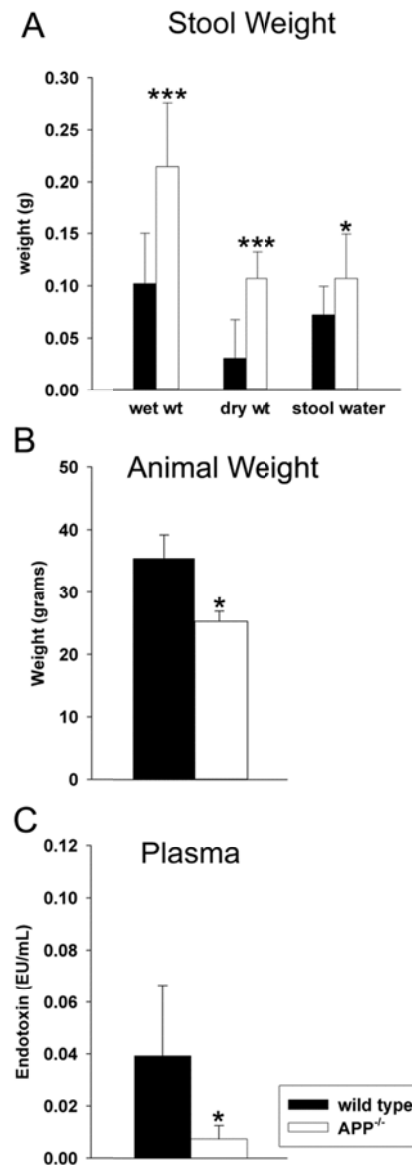 A
Stool Weight
0.30
0.25
0.20
0.15
0.10
0.05
0.00
weight (g)
***
***
*
wet wt
dry wt
stool water
B
Animal Weight
50
40
30
20
10
0
Weight (grams)
*
C
Plasma
0.12
0.10
0.08
0.06
0.04
0.02
0.00
Endotoxin (EU/mL)
*
wild type
APP-/-